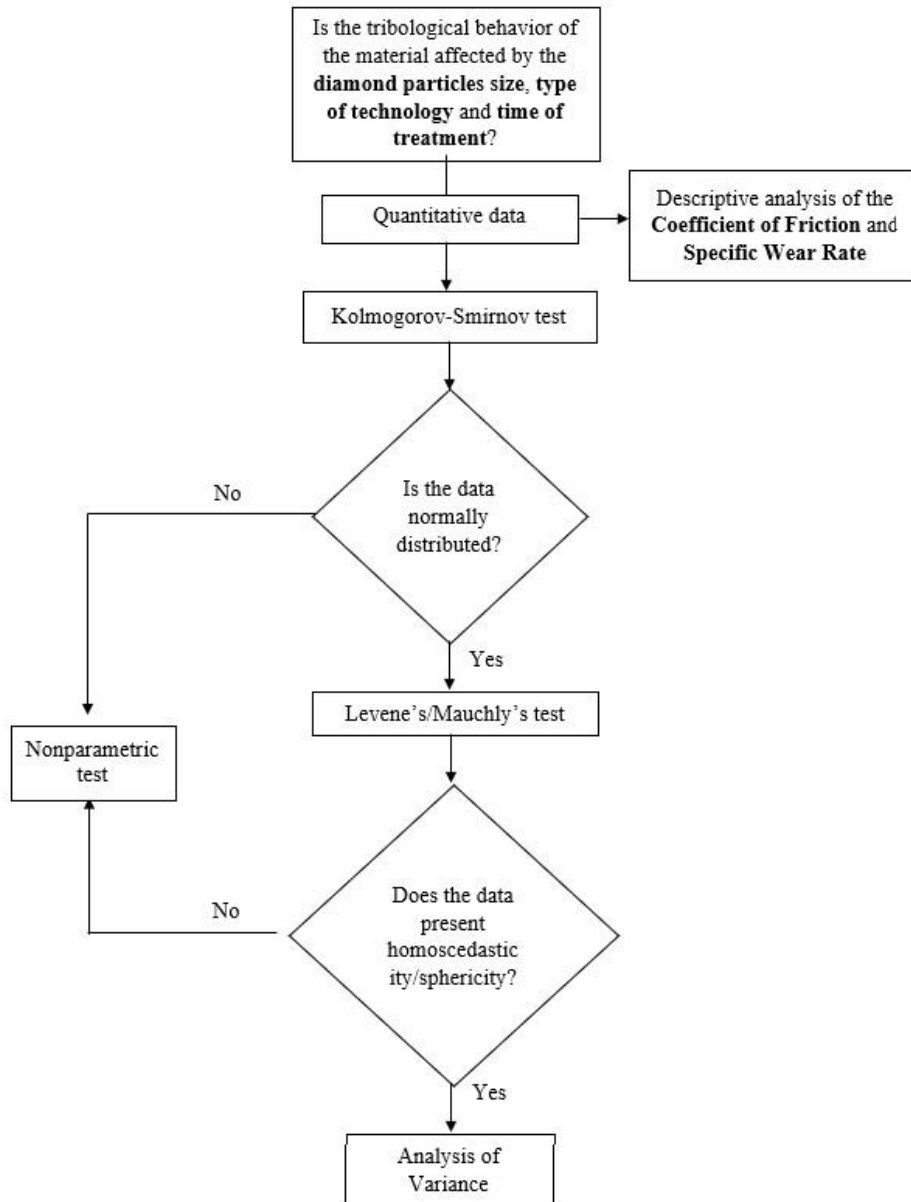 Is the tribological behavior of
the material affected by the
diamond particles size, type
of technology and time of
treatment?
Quantitative data
Descriptive analysis of the
Coefficient of Friction and
Specific Wear Rate
Kolmogorov-Smirnov test
Is the data
normally
distributed?
No
Yes
Levene’s/Mauchly’s test
Nonparametric
test
Does the data
present
homoscedastic
ity/sphericity?
No
Yes
Analysis of
Variance